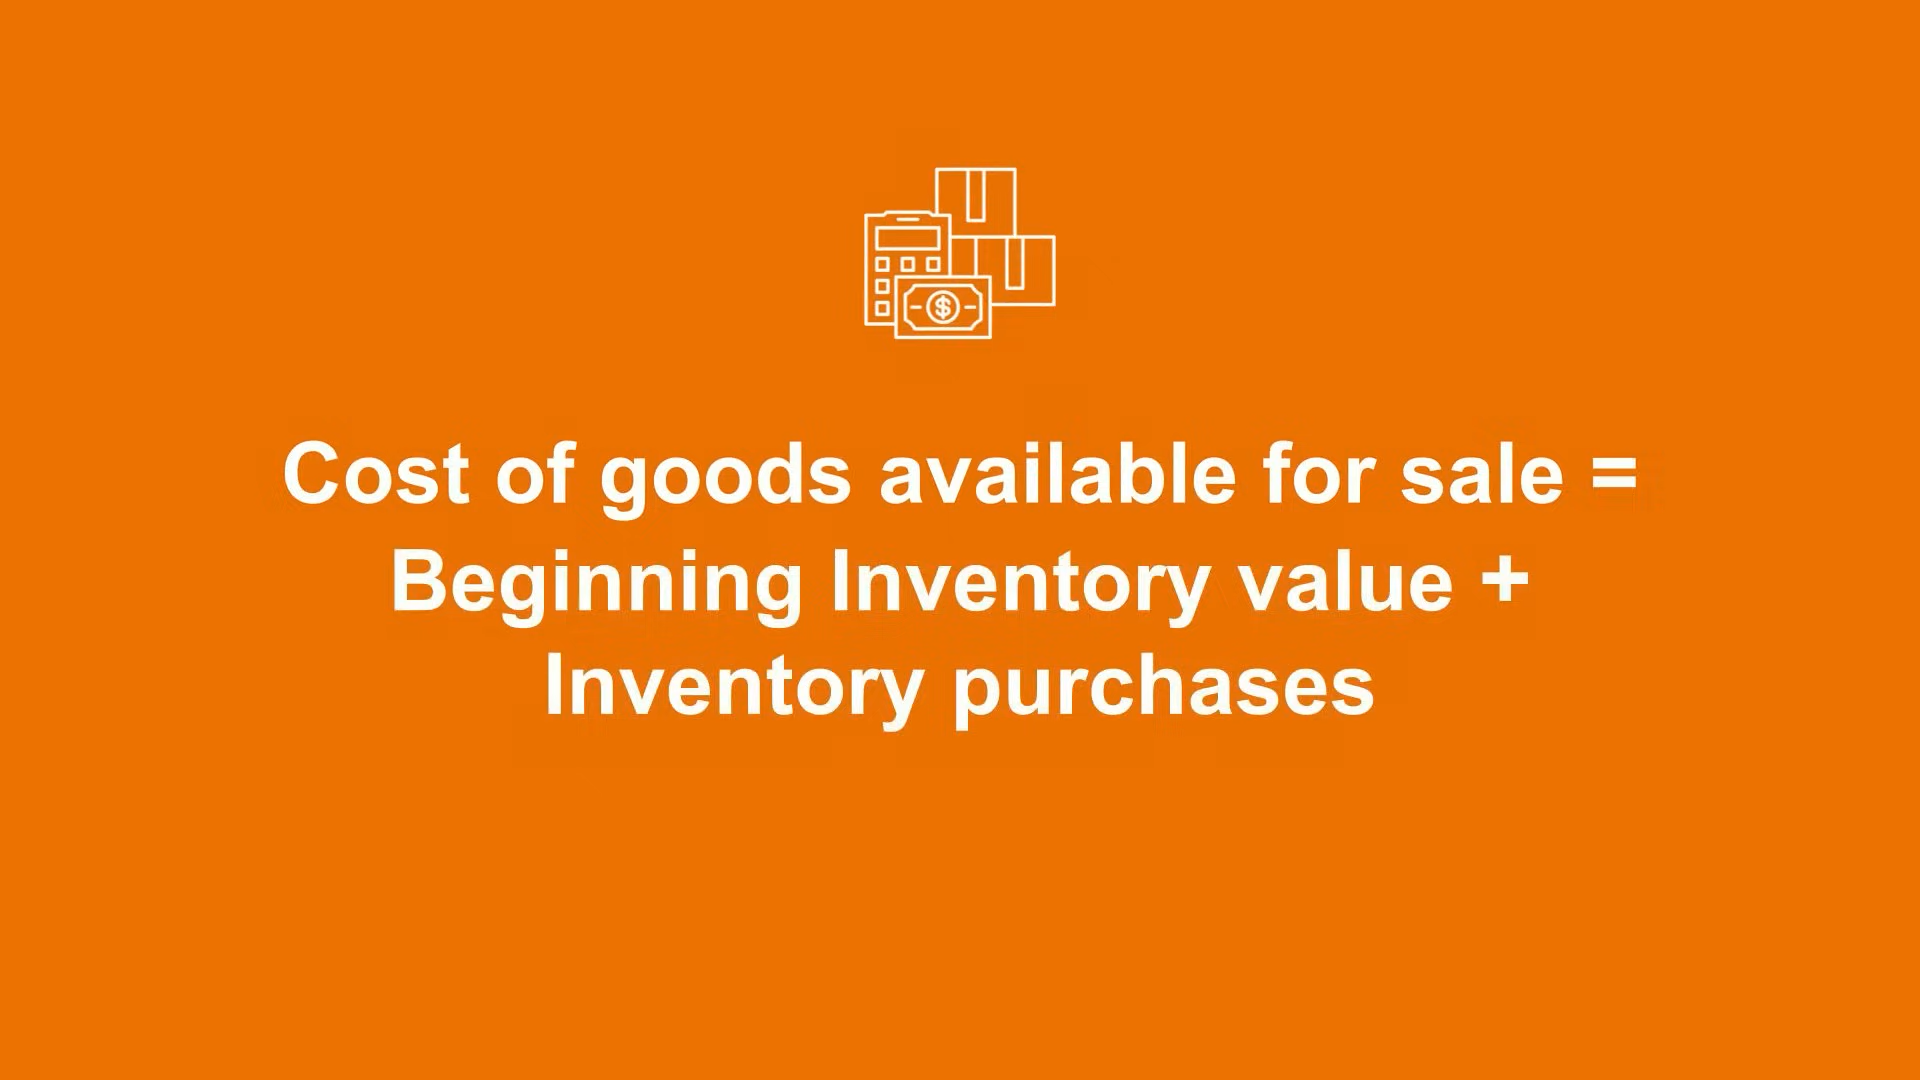 Cost of goods available for sale =
Beginning Inventory value +
Inventory purchases